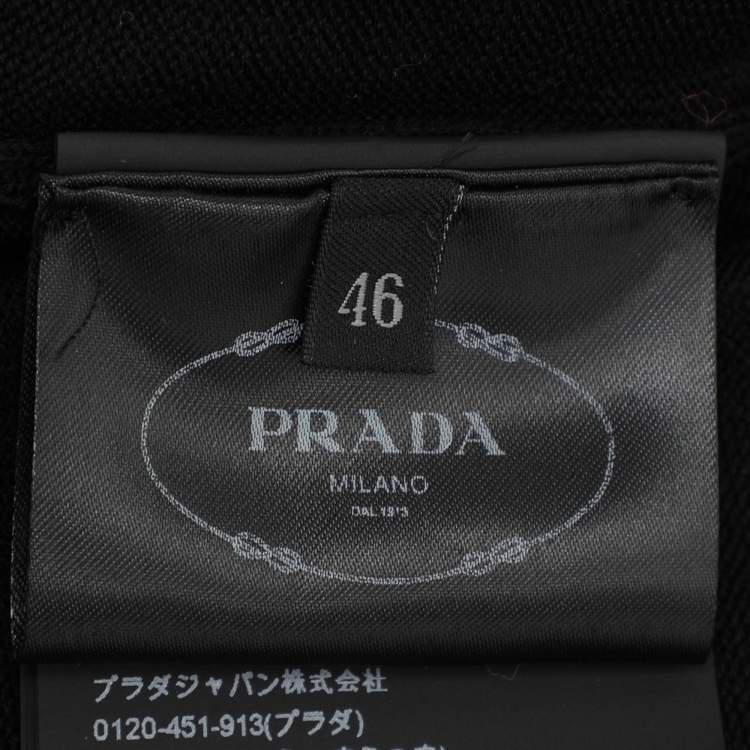 46
PRADA
MILANO
DAL 1913
プラダジャパン株式会社
0120-451-913(プラダ)